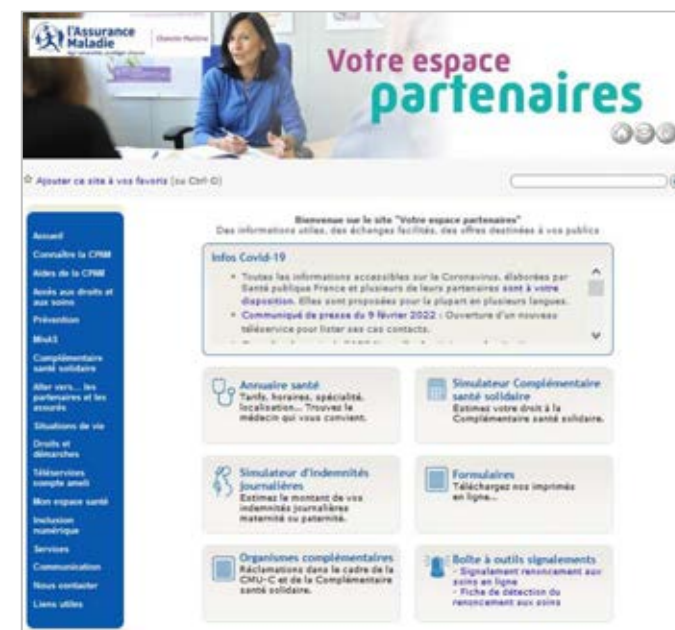 l'Assurance
Maladie
Charente-Maritime
Votre espace
partenaires
Ajouter ce site à vos favoris (ou Ctrl-D)
Accueil
Connaître la CPAM
Aides de la CPAM
Accès aux droits et
aux soins
Prévention
MisAS
Complémentaire
santé solidaire
Aller vers... les
partenaires et les
assurés
Situations de vie
Droits et
démarches
Téléservices
compte ameli
Mon espace santé
Inclusion
numérique
Services
Communication
Nous contacter
Liens utiles
Bienvenue sur le site "Votre espace partenaires"
Des informations utiles, des échanges facilités, des offres destinées à vos publics
Infos Covid-19
Toutes les informations accessibles sur le Coronavirus, élaborées par
Santé publique France et plusieurs de leurs partenaires sont à votre
disposition. Elles sont proposées pour la plupart en plusieurs langues.
Communiqué de presse du 9 février 2022 : Ouverture d'un nouveau
téléservice pour lister ses cas contacts.
Annuaire santé
Tarifs, horaires, spécialité,
localisation... Trouvez le
médecin qui vous convient.
Simulateur Complémentaire
santé solidaire
Estimez votre droit à la
Complémentaire santé solidaire.
Simulateur d'indemnités
journalières
Estimez le montant de vos
indemnités journalières
maternité ou paternité.
Formulaires
Téléchargez nos imprimés
en ligne...
Organismes complémentaires
Réclamations dans le cadre de la
CMU-C et de la Complémentaire
santé solidaire.
Boîte à outils signalements
- Signalement renoncement aux
soins en ligne
- Fiche de détection du
renoncement aux soins